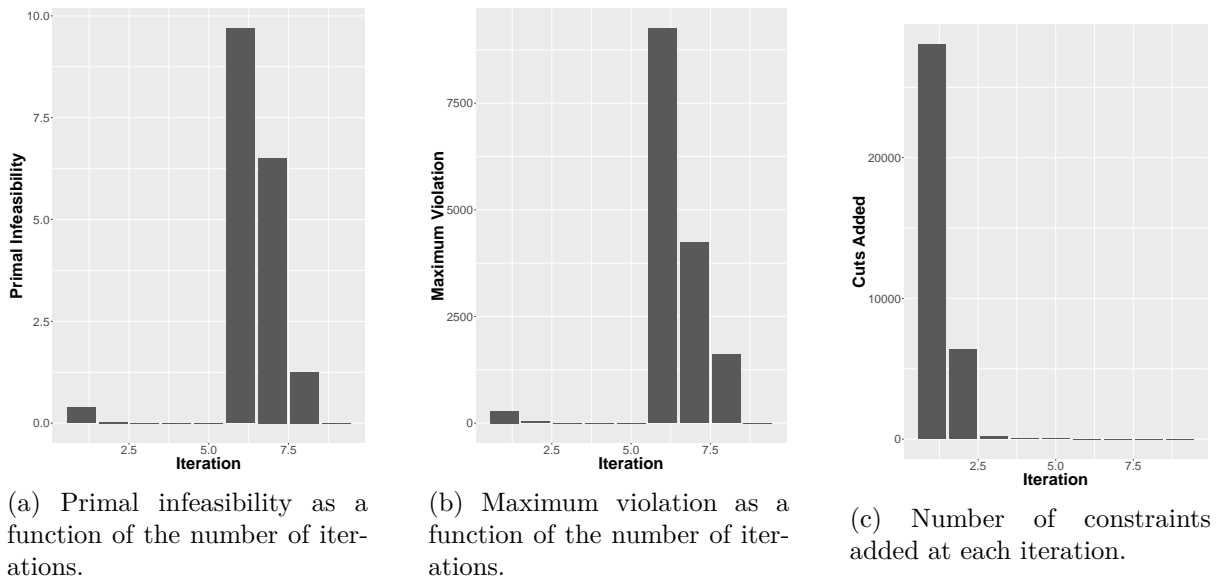 10.0
7.5
5.0
2.5
0.0
Primal Infeasibility
2.5
5.0
7.5
Iteration
(a) Primal infeasibility as a
function of the number of iter-
ations.
7500
5000
2500
0
Maximum Violation
2.5
5.0
7.5
Iteration
(b) Maximum violation as a
function of the number of iter-
ations.
20000
10000
0
Cuts Added
2.5
5.0
7.5
Iteration
(c) Number of constraints
added at each iteration.